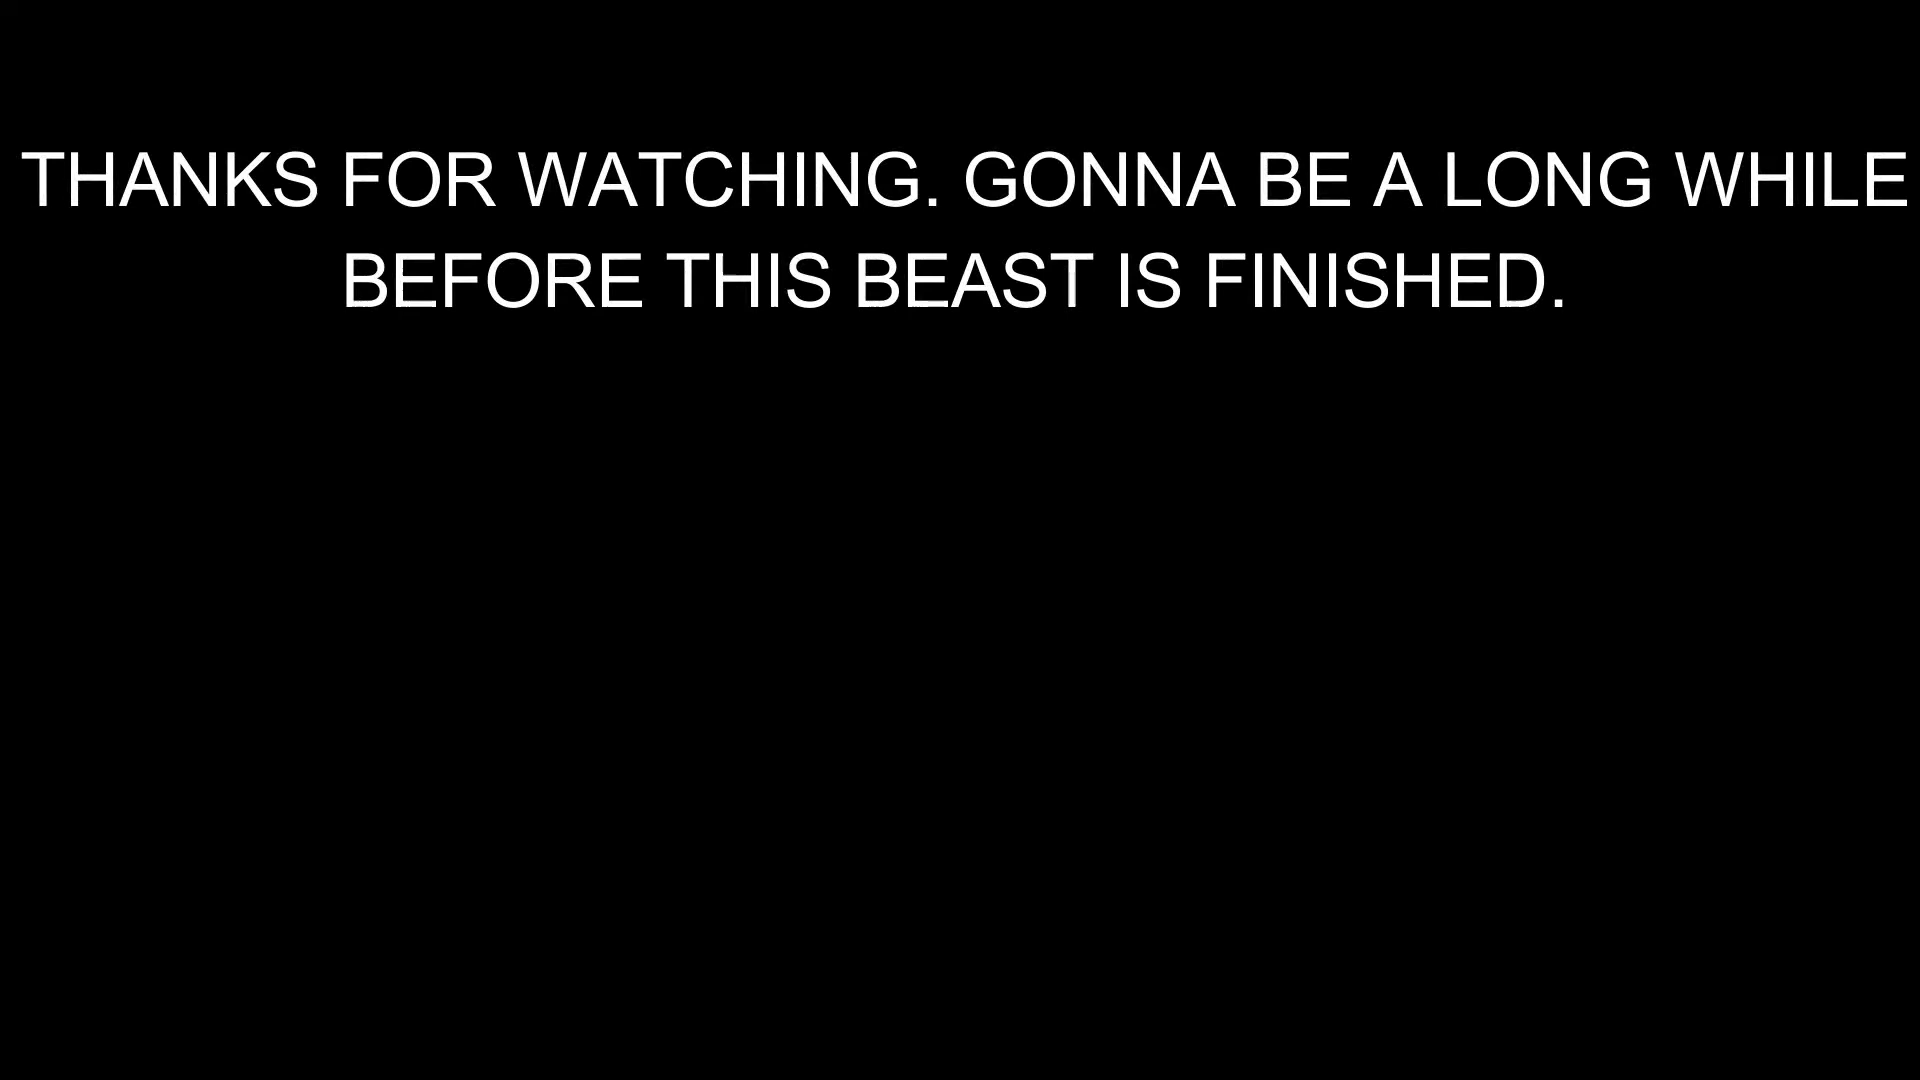 THANKS FOR WATCHING. GONNA BE A LONG WHILE
BEFORE THIS BEAST IS FINISHED.